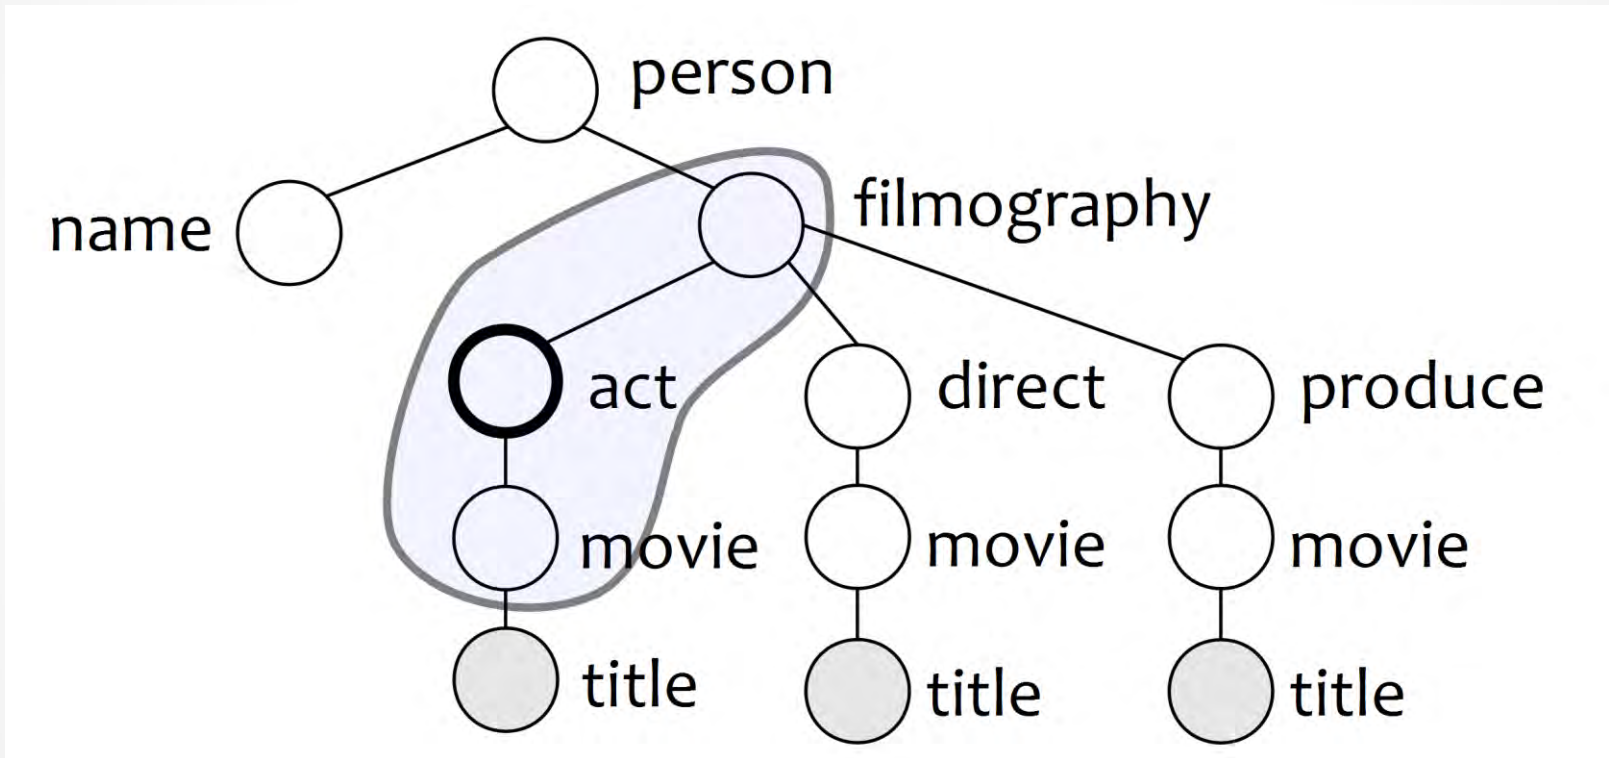 person
name
filmography
act
direct
produce
movie
movie
movie
title
title
title